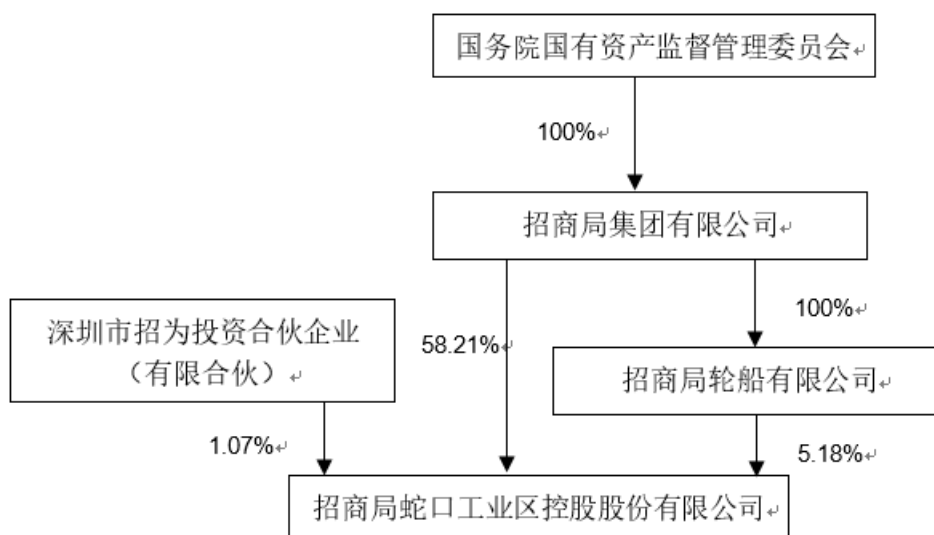 国务院国有资产监督管理委员会
100%
招商局集团有限公司
100%
深圳市招为投资合伙企业
（有限合伙）
58.21%
招商局轮船有限公司
1.07%
5.18%
招商局蛇口工业区控股股份有限公司